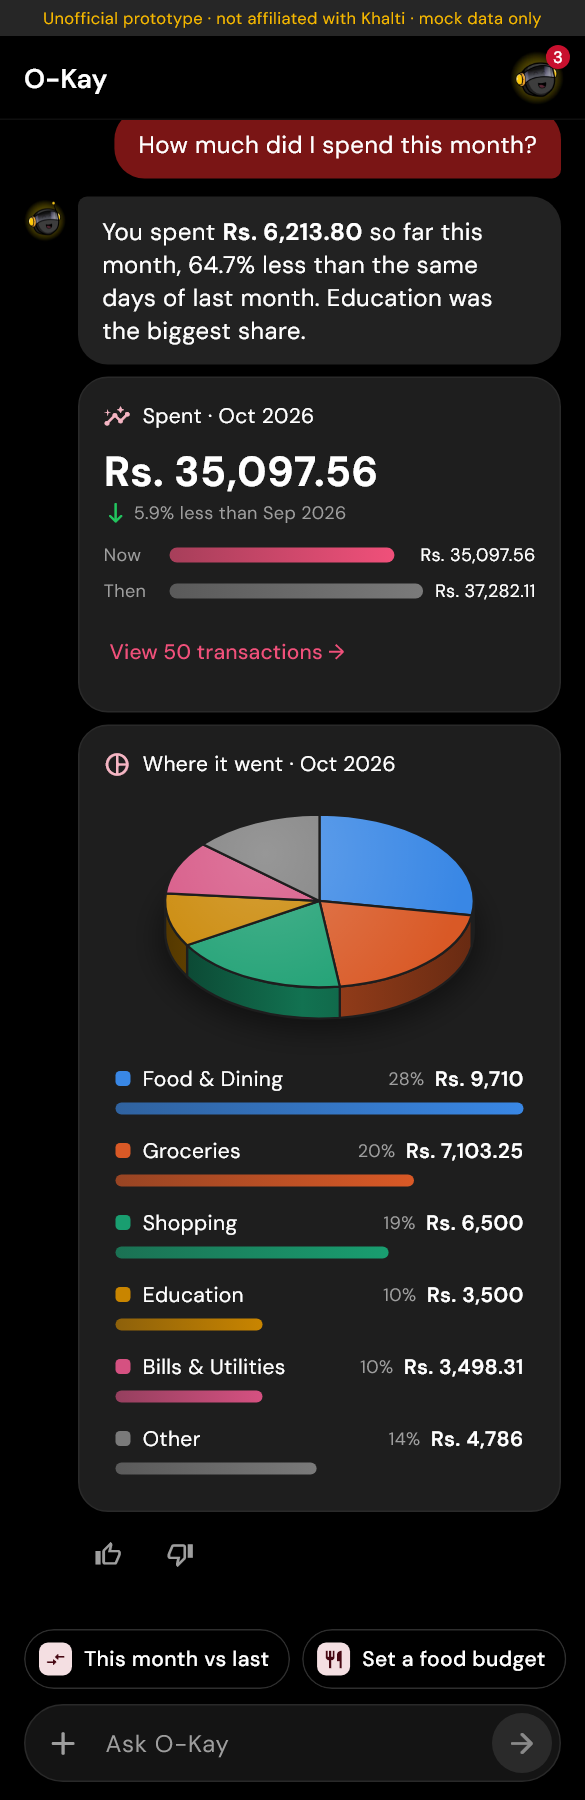 Unofficial prototype · not affiliated with Khalti · mock data only
O-Kay
3
How much did I spend this month?
You spent Rs. 6,213.80 so far this
month, 64.7% less than the same
days of last month. Education was
the biggest share.
Spent · Oct 2026
Rs. 35,097.56
↓ 5.9% less than Sep 2026
Now Rs. 35,097.56
Then Rs. 37,282.11
View 50 transactions →
Where it went · Oct 2026
Food & Dining 28% Rs. 9,710
Groceries 20% Rs. 7,103.25
Shopping 19% Rs. 6,500
Education 10% Rs. 3,500
Bills & Utilities 10% Rs. 3,498.31
Other 14% Rs. 4,786
This month vs last Set a food budget
Ask O-Kay